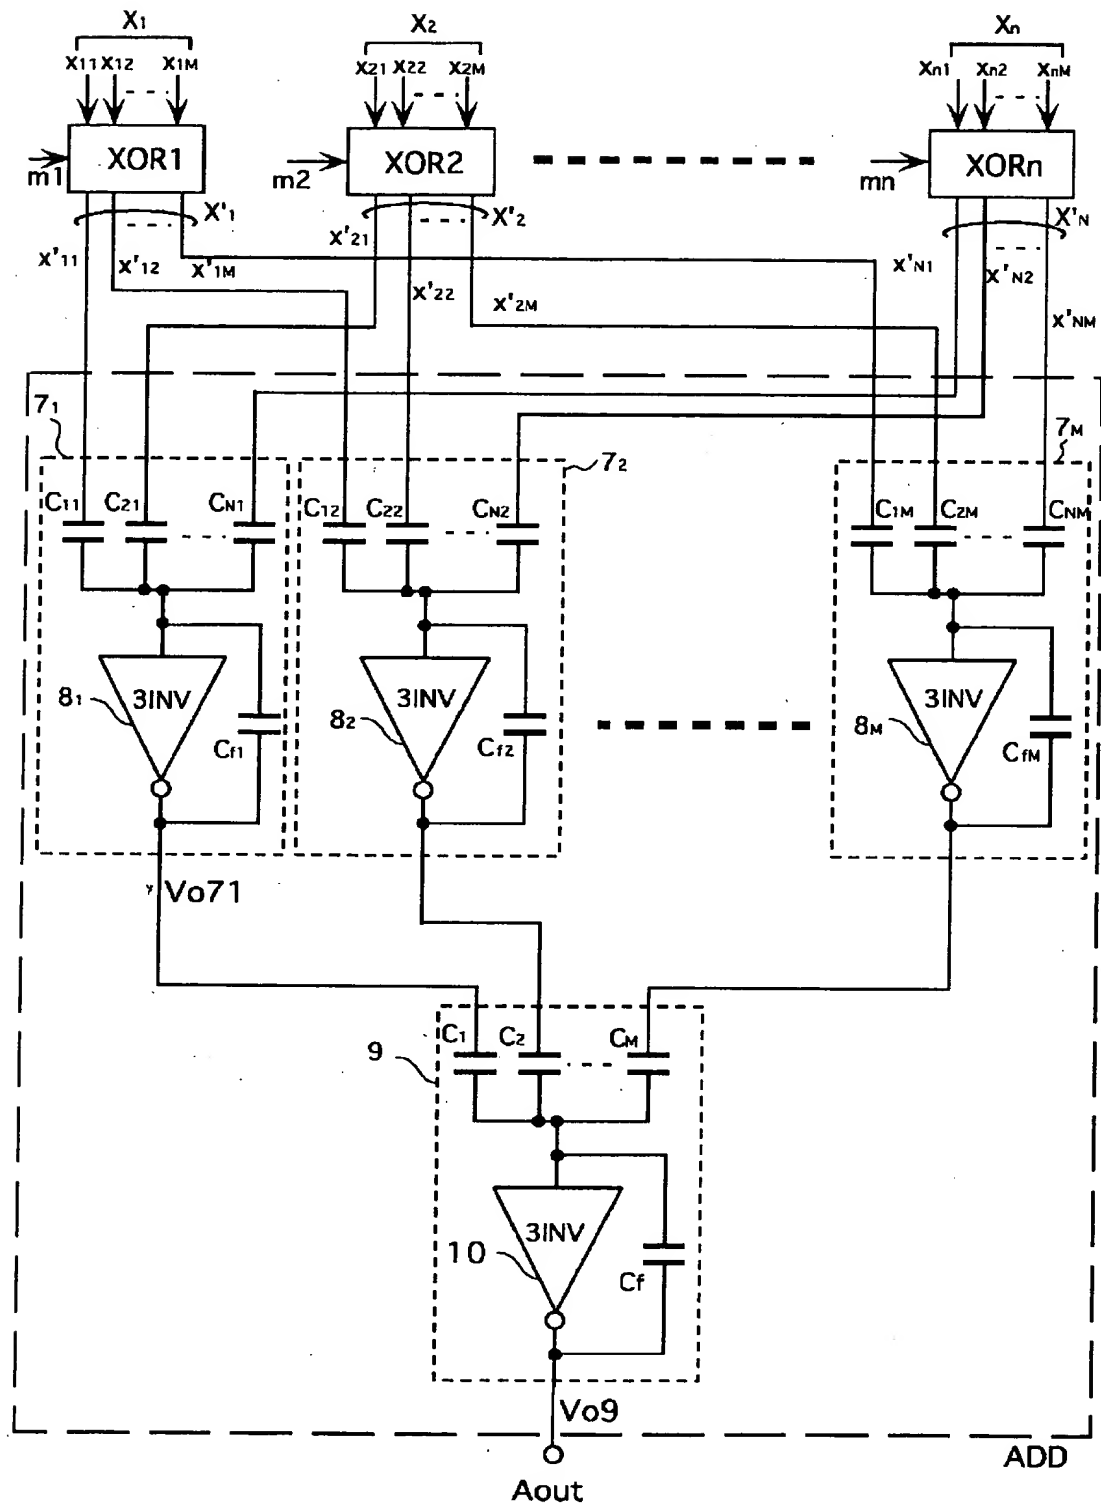 X1 X2 Xn
x11 x12 x1M x21 x22 x2M xn1 xn2 xnM
m1 XOR1 m2 XOR2 mn XORn
X'1 X'2 X'N
x'11 x'12 x'1M x'21 x'22 x'2M x'N1 x'N2 x'NM
71 72 7M
C11 C21 CN1 C12 C22 CN2 C1M C2M CNM
81 3INV Cf1 82 3INV Cf2 8M 3INV CfM
Vo71
9 C1 C2 CM
10 3INV Cf
Vo9
ADD
Aout